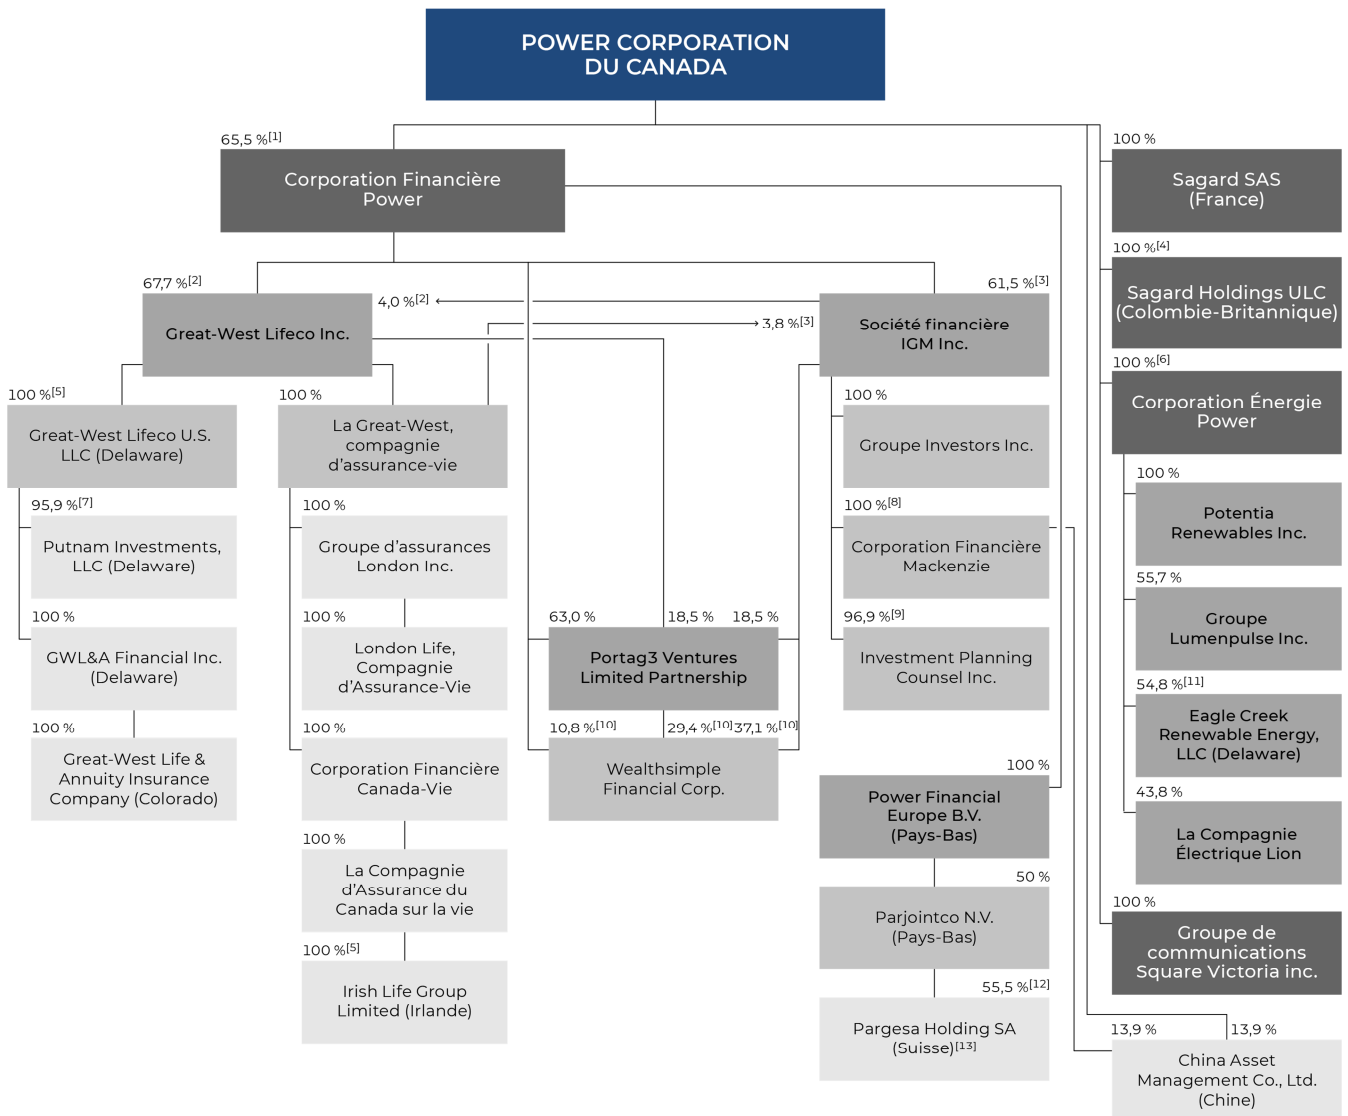 POWER CORPORATION
DU CANADA
65,5 %[1]
Corporation Financière
Power
100 %
Sagard SAS
(France)
100 %[4]
Sagard Holdings ULC
(Colombie-Britannique)
67,7 %[2]
Great-West Lifeco Inc.
4,0 %[2]
3,8 %[3]
61,5 %[3]
Société financière
IGM Inc.
100 %[6]
Corporation Énergie
Power
100 %[5]
Great-West Lifeco U.S.
LLC (Delaware)
100 %
La Great-West,
compagnie
d'assurance-vie
100 %
Groupe Investors Inc.
100 %
Potentia
Renewables Inc.
95,9 %[7]
Putnam Investments,
LLC (Delaware)
100 %
Groupe d'assurances
London Inc.
100 %[8]
Corporation Financière
Mackenzie
55,7 %
Groupe
Lumenpulse Inc.
100 %
GWL&A Financial Inc.
(Delaware)
100 %
London Life,
Compagnie
d'Assurance-Vie
63,0 %
18,5 %
18,5 %
Portag3 Ventures
Limited Partnership
96,9 %[9]
Investment Planning
Counsel Inc.
54,8 %[11]
Eagle Creek
Renewable Energy,
LLC (Delaware)
100 %
Great-West Life &
Annuity Insurance
Company (Colorado)
100 %
Corporation Financière
Canada-Vie
10,8 %[10]
29,4 %[10]
37,1 %[10]
Wealthsimple
Financial Corp.
100 %
Power Financial
Europe B.V.
(Pays-Bas)
43,8 %
La Compagnie
Électrique Lion
100 %
La Compagnie
d'Assurance du
Canada sur la vie
50 %
Parjointco N.V.
(Pays-Bas)
100 %
Groupe de
communications
Square Victoria inc.
100 %[5]
Irish Life Group
Limited (Irlande)
55,5 %[12]
Pargesa Holding SA
(Suisse)[13]
13,9 %
13,9 %
China Asset
Management Co., Ltd.
(Chine)